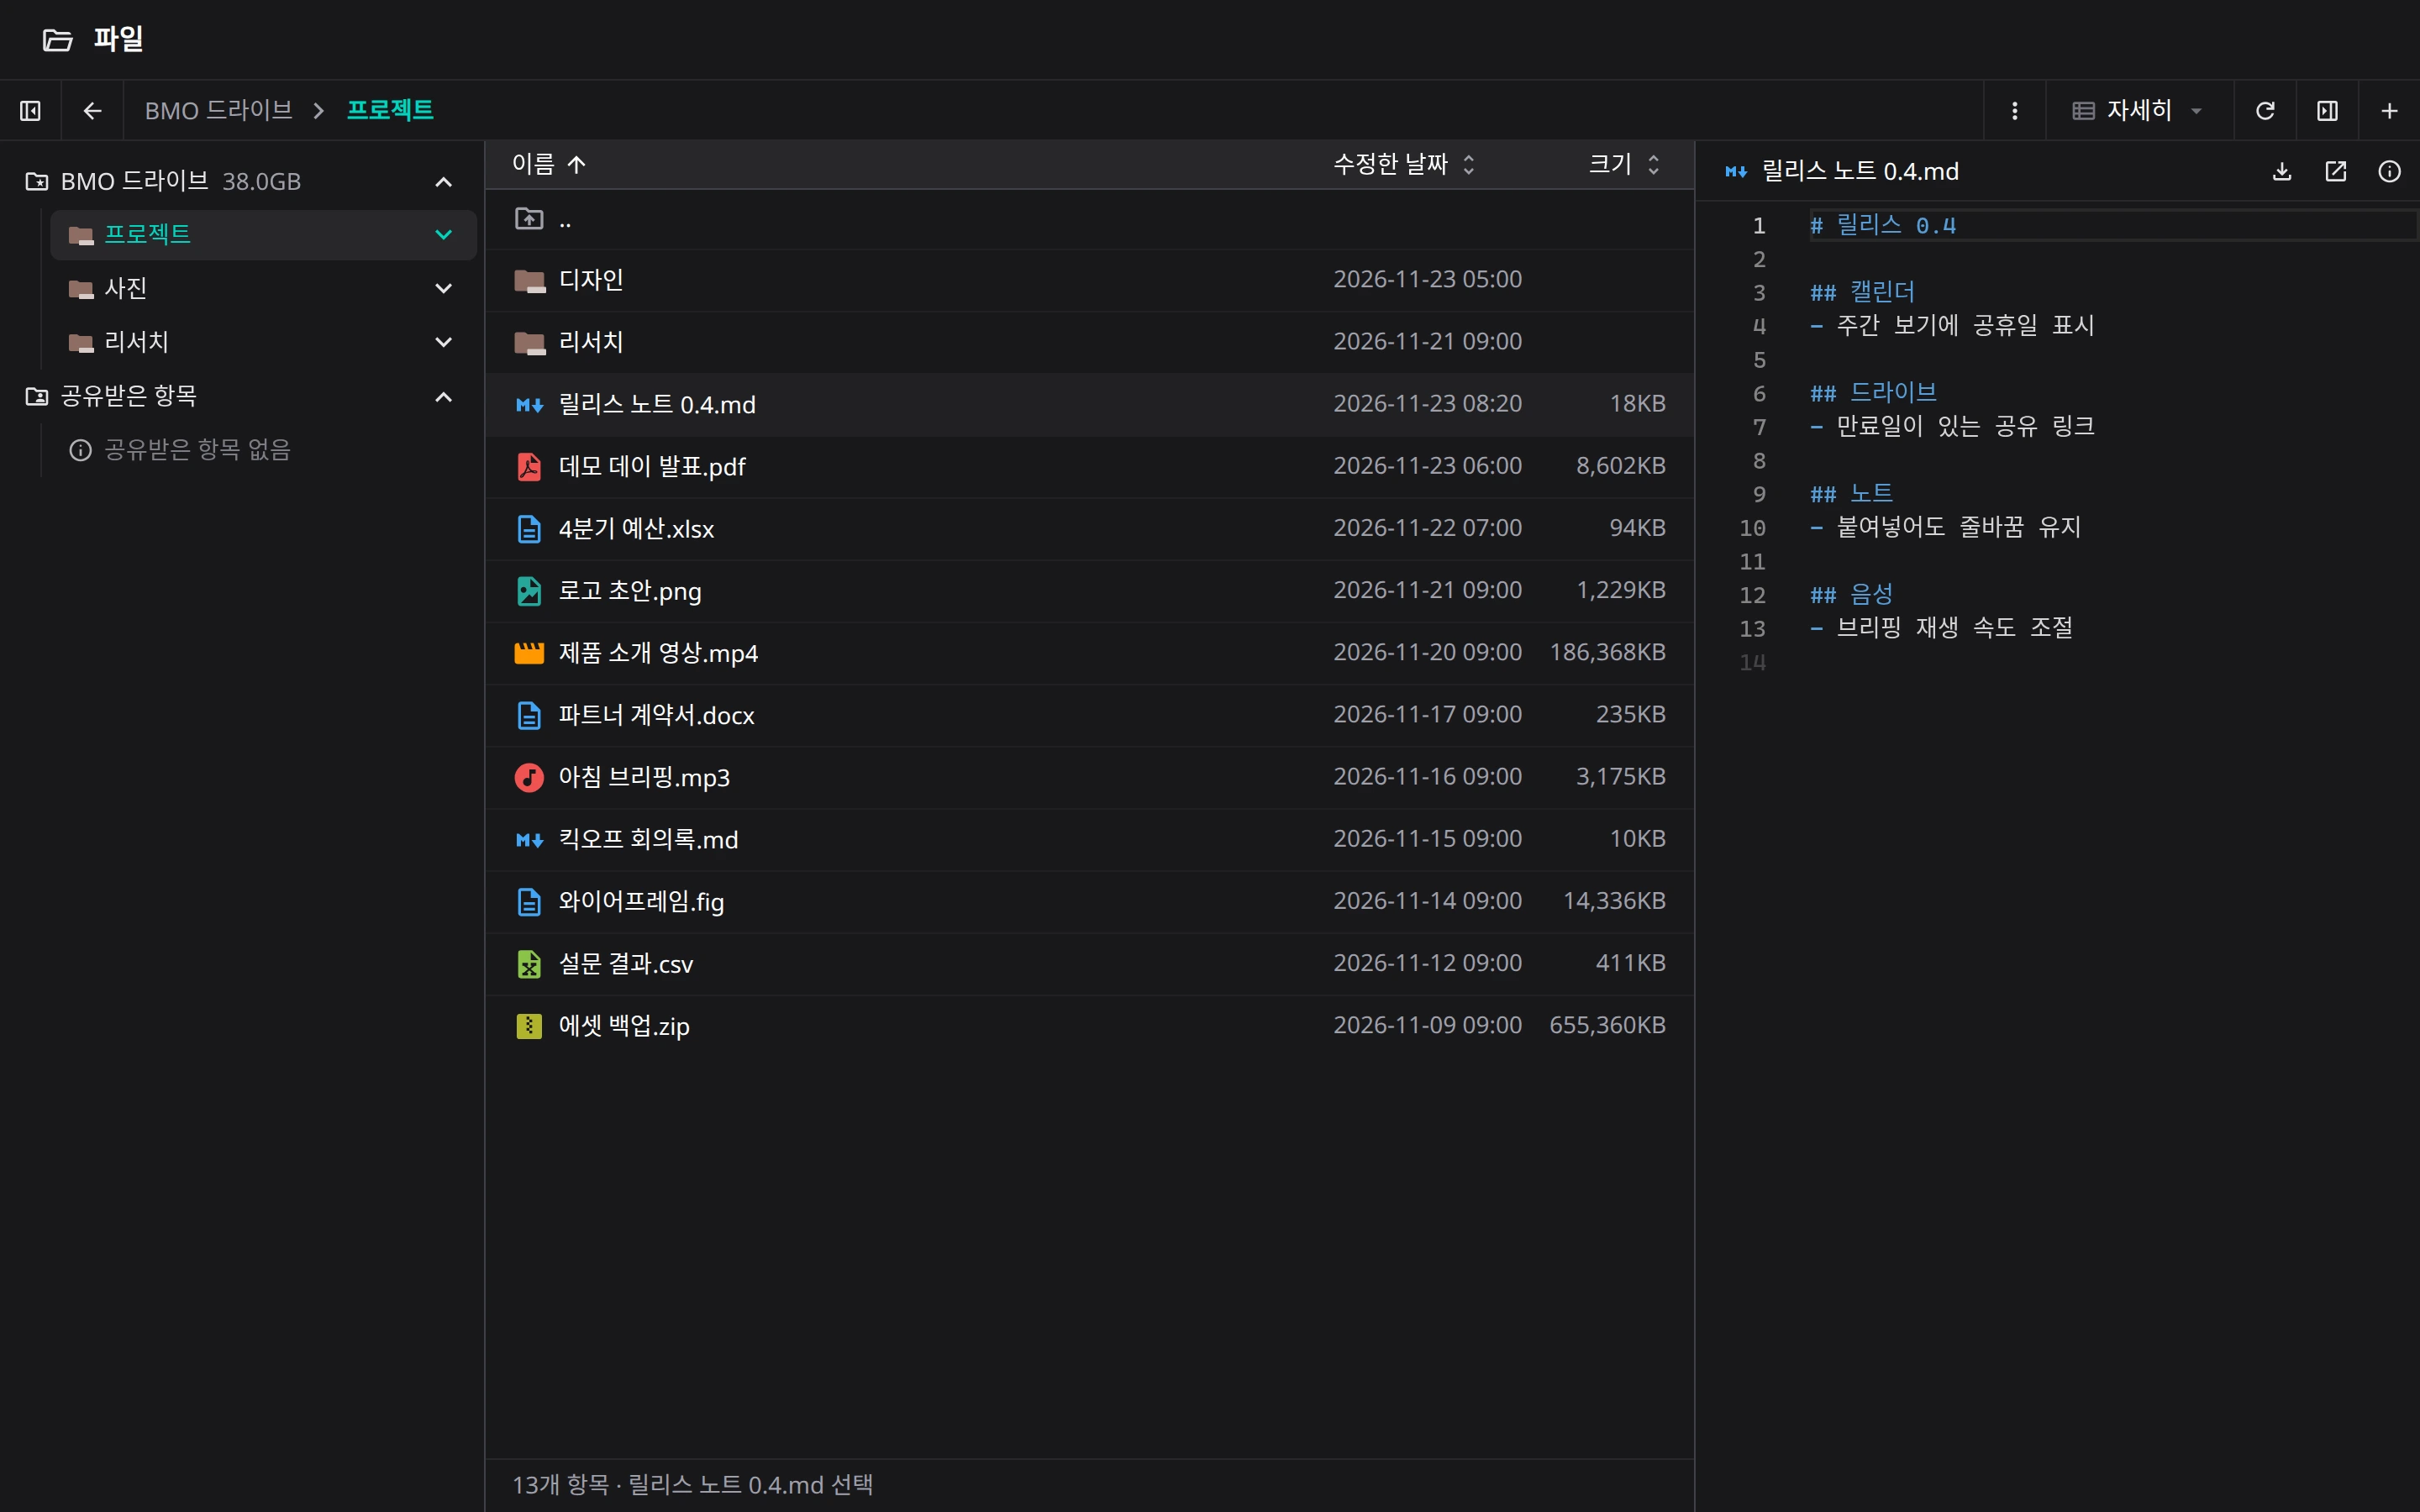 파일
BMO 드라이브 프로젝트
자세히
BMO 드라이브 38.0GB
프로젝트
사진
리서치
공유받은 항목
공유받은 항목 없음
이름 수정한 날짜 크기
..
디자인 2026-11-23 05:00
리서치 2026-11-21 09:00
릴리스 노트 0.4.md 2026-11-23 08:20 18KB
데모 데이 발표.pdf 2026-11-23 06:00 8,602KB
4분기 예산.xlsx 2026-11-22 07:00 94KB
로고 초안.png 2026-11-21 09:00 1,229KB
제품 소개 영상.mp4 2026-11-20 09:00 186,368KB
파트너 계약서.docx 2026-11-17 09:00 235KB
아침 브리핑.mp3 2026-11-16 09:00 3,175KB
킥오프 회의록.md 2026-11-15 09:00 10KB
와이어프레임.fig 2026-11-14 09:00 14,336KB
설문 결과.csv 2026-11-12 09:00 411KB
에셋 백업.zip 2026-11-09 09:00 655,360KB
13개 항목 · 릴리스 노트 0.4.md 선택
릴리스 노트 0.4.md
1 # 릴리스 0.4
2
3 ## 캘린더
4 - 주간 보기에 공휴일 표시
5
6 ## 드라이브
7 - 만료일이 있는 공유 링크
8
9 ## 노트
10 - 붙여넣어도 줄바꿈 유지
11
12 ## 음성
13 - 브리핑 재생 속도 조절
14